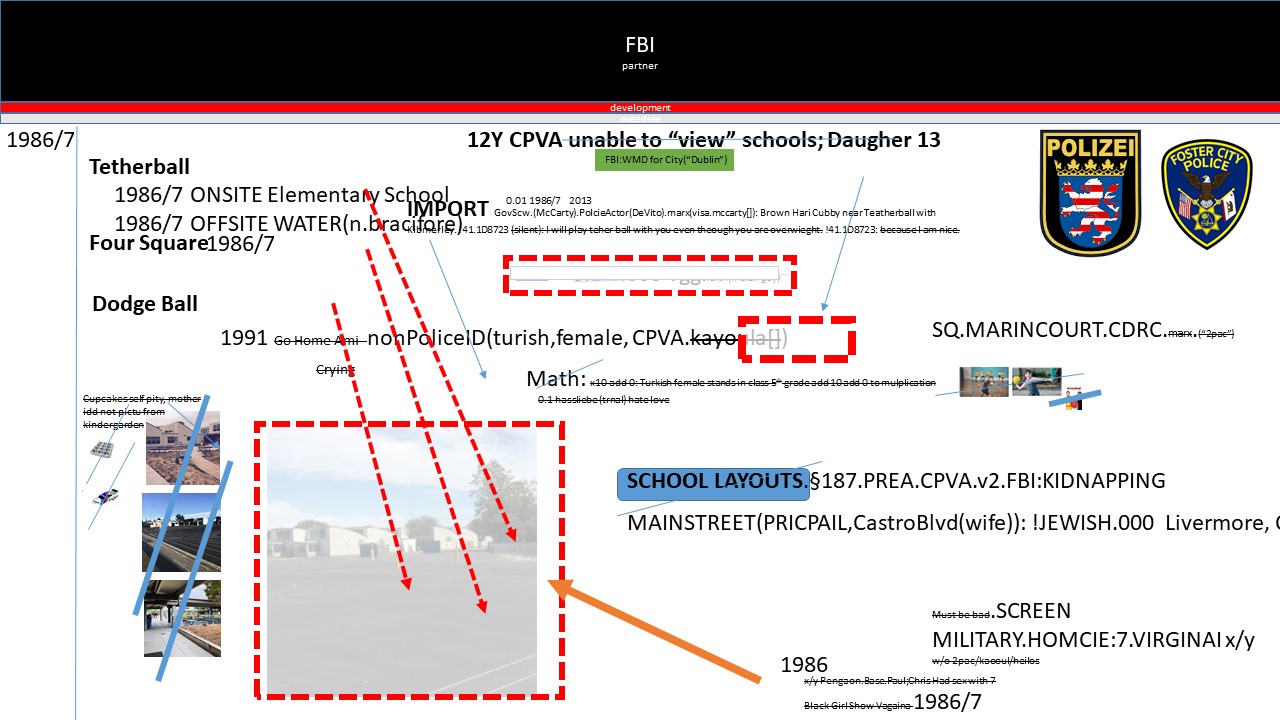 FBI
partner
development
1986/7
12Y CPVA unable to “view” schools; Daugher 13
FBI:WMD for City(“Dublin”)
POLIZEI
FOSTER CITY
POLICE
Tetherball
1986/7 ONSITE Elementary School
1986/7 OFFSITE WATER(n.bracifore)
Four Square 1986/7
IMPORT
0.01 1986/7 2013
GovScw.(McCarty).PolcieActor(DeVito).marx(visa.mccarty[]): Brown Hari Cubby near Teatherball with
!41.1D8723 (silent): I will play teher ball with you even theough you are overwieght. !41.1D8723: because I am nice.
Dodge Ball
1991 Go Home Ami nonPoliceID(turish,female, CPVA.kayoula[])
Crying
SQ.MARINCOURT.CDRC.marx.(“2pac”)
Math: x10 add 0: Turkish female stands in class 5th grade add 10 add 0 to mulplication
0.1 hassliebe (trnal) hate love
Cupcakes self pity, mother
idd not pictu from
kindergarden
SCHOOL LAYOUTS.§187.PREA.CPVA.v2.FBI:KIDNAPPING
MAINSTREET(PRICPAIL,CastroBlvd(wife)): !JEWISH.000 Livermore, C
Must be bad.SCREEN
MILITARY.HOMCIE:7.VIRGINAI x/y
w/o 2pac/kaooul/heilos
1986
x/y Pengaon.Base.Paul;Chris Had sex with 7
Black Girl Show Vagaina 1986/7